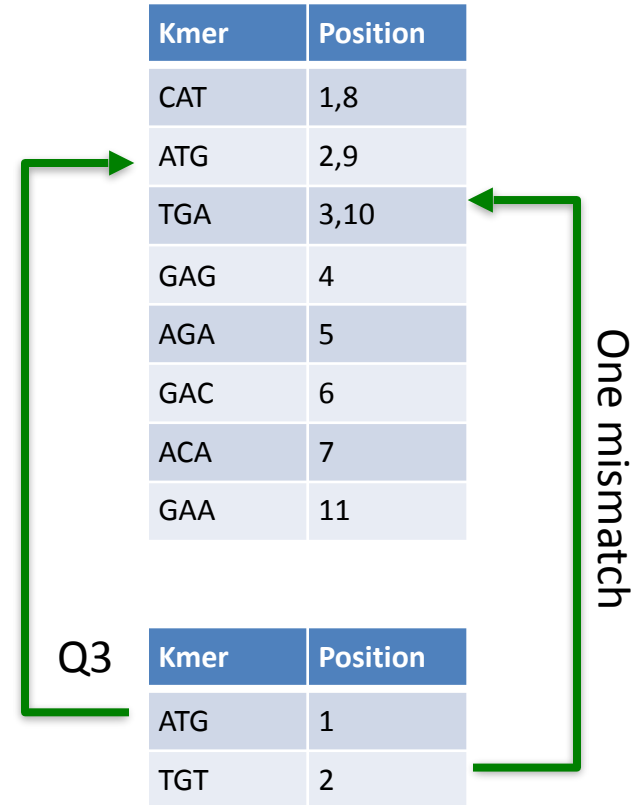 Kmer Position
CAT 1,8
ATG 2,9
TGA 3,10
GAG 4
AGA 5
GAC 6
ACA 7
GAA 11
One mismatch
Q3
Kmer Position
ATG 1
TGT 2